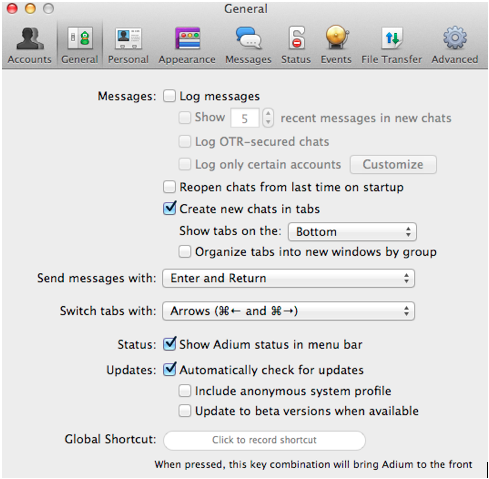 General
Accounts General Personal Appearance Messages Status Events File Transfer Advanced
Messages: Log messages
Show 5 recent messages in new chats
Log OTR-secured chats
Log only certain accounts Customize
Reopen chats from last time on startup
Create new chats in tabs
Show tabs on the: Bottom
Organize tabs into new windows by group
Send messages with: Enter and Return
Switch tabs with: Arrows (⌘← and ⌘→)
Status: Show Adium status in menu bar
Updates: Automatically check for updates
Include anonymous system profile
Update to beta versions when available
Global Shortcut: Click to record shortcut
When pressed, this key combination will bring Adium to the front